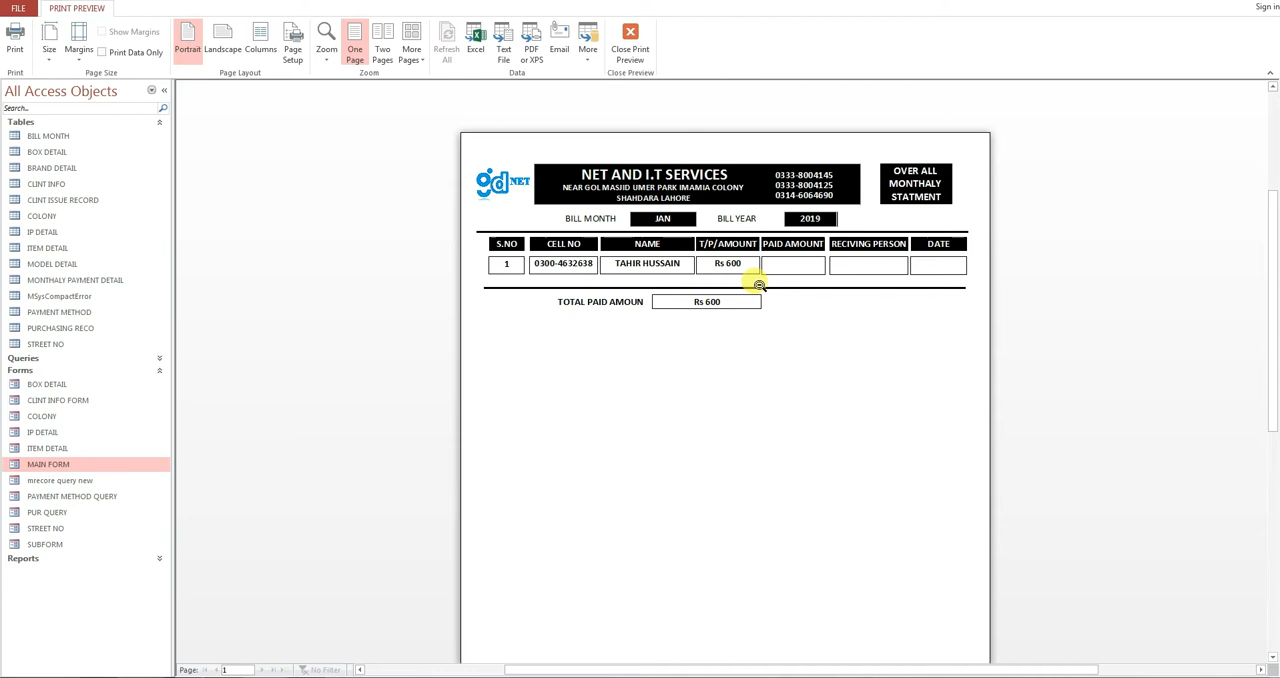 FILE PRINT PREVIEW Sign in
Print Size Margins Show Margins Print Data Only Portrait Landscape Columns Page Setup Zoom One Page Two Pages More Pages Refresh All Excel Text File PDF or XPS Email More Close Print Preview
Print Page Size Page Layout Zoom Data Close Preview
All Access Objects
Search...
Tables
BILL MONTH
BOX DETAIL
BRAND DETAIL
CLINT INFO
CLINT ISSUE RECORD
COLONY
IP DETAIL
ITEM DETAIL
MODEL DETAIL
MONTHALY PAYMENT DETAIL
MSysCompactError
PAYMENT METHOD
PURCHASING RECO
STREET NO
Queries
Forms
BOX DETAIL
CLINT INFO FORM
COLONY
IP DETAIL
ITEM DETAIL
MAIN FORM
mrecore query new
PAYMENT METHOD QUERY
PUR QUERY
STREET NO
SUBFORM
Reports
gd NET
NET AND I.T SERVICES
NEAR GOL MASJID UMER PARK IMAMIA COLONY
SHAHDARA LAHORE
0333-8004145
0333-8004125
0314-6064690
OVER ALL
MONTHALY
STATMENT
BILL MONTH JAN BILL YEAR 2019
S.NO CELL NO NAME T/P/AMOUNT PAID AMOUNT RECIVING PERSON DATE
1 0300-4632638 TAHIR HUSSAIN Rs 600
TOTAL PAID AMOUN Rs 600
Page: 1 No Filter